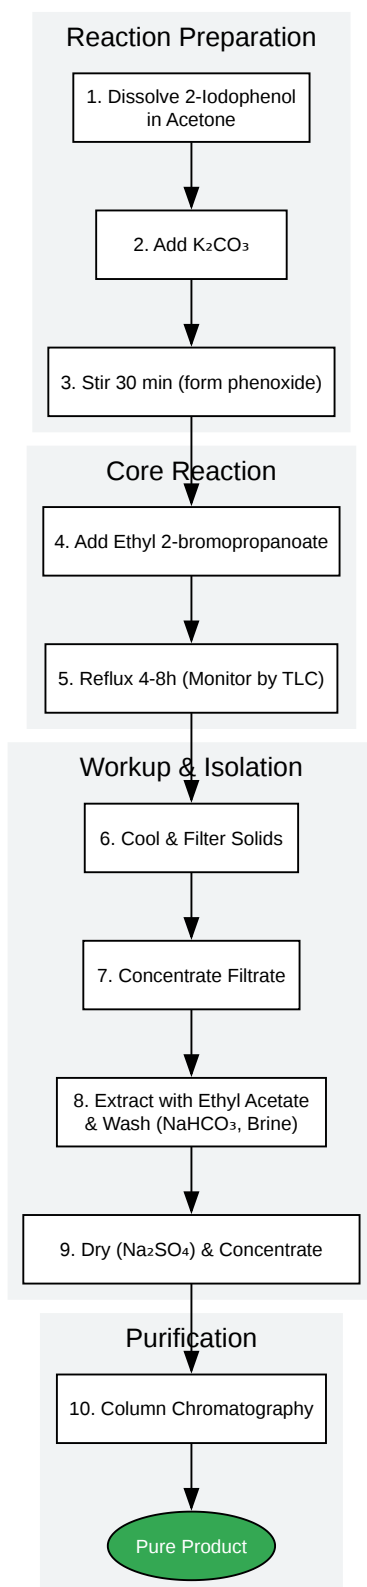 Reaction Preparation
1. Dissolve 2-Iodophenol
in Acetone
2. Add K₂CO₃
3. Stir 30 min (form phenoxide)
Core Reaction
4. Add Ethyl 2-bromopropanoate
5. Reflux 4-8h (Monitor by TLC)
Workup & Isolation
6. Cool & Filter Solids
7. Concentrate Filtrate
8. Extract with Ethyl Acetate
& Wash (NaHCO₃, Brine)
9. Dry (Na₂SO₄) & Concentrate
Purification
10. Column Chromatography
Pure Product